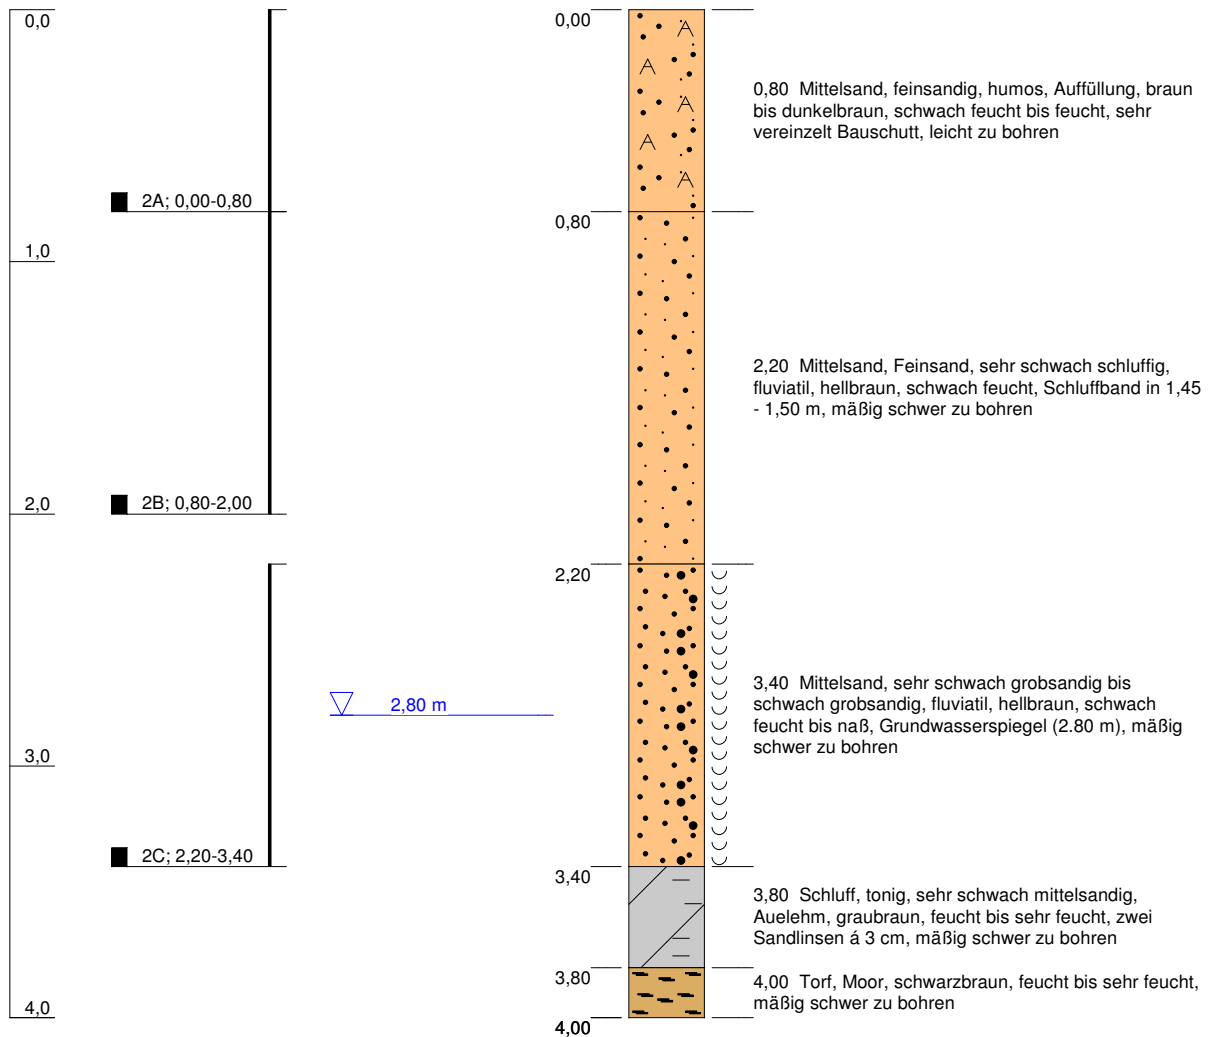 0,0
0,00
0,80 Mittelsand, feinsandig, humos, Auffüllung, braun
bis dunkelbraun, schwach feucht bis feucht, sehr
vereinzelt Bauschutt, leicht zu bohren
A
A
A
A
A
2A; 0,00-0,80
0,80
1,0
2,20 Mittelsand, Feinsand, sehr schwach schluffig,
fluviatil, hellbraun, schwach feucht, Schluffband in 1,45
- 1,50 m, mäßig schwer zu bohren
2B; 0,80-2,00
2,0
2,20
2,80 m
3,40 Mittelsand, sehr schwach grobsandig bis
schwach grobsandig, fluviatil, hellbraun, schwach
feucht bis naß, Grundwasserspiegel (2.80 m), mäßig
schwer zu bohren
3,0
2C; 2,20-3,40
3,40
3,80 Schluff, tonig, sehr schwach mittelsandig,
Auelehm, graubraun, feucht bis sehr feucht, zwei
Sandlinsen á 3 cm, mäßig schwer zu bohren
3,80
4,00 Torf, Moor, schwarzbraun, feucht bis sehr feucht,
mäßig schwer zu bohren
4,0
4,00